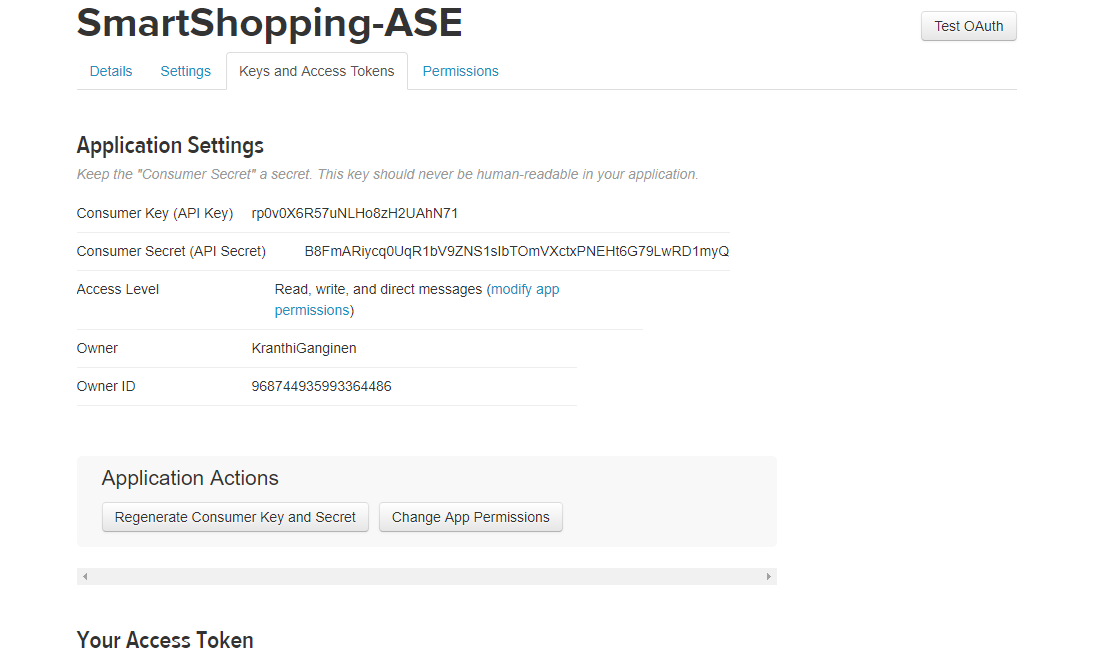 SmartShopping-ASE
Test OAuth
Details Settings Keys and Access Tokens Permissions
Application Settings
Keep the "Consumer Secret" a secret. This key should never be human-readable in your application.
Consumer Key (API Key) rp0v0X6R57uNLHo8zH2UAhN71
Consumer Secret (API Secret)
Access Level Read, write, and direct messages (modify app
permissions)
Owner KranthiGanginen
Owner ID 968744935993364486
Application Actions
Regenerate Consumer Key and Secret Change App Permissions
Your Access Token